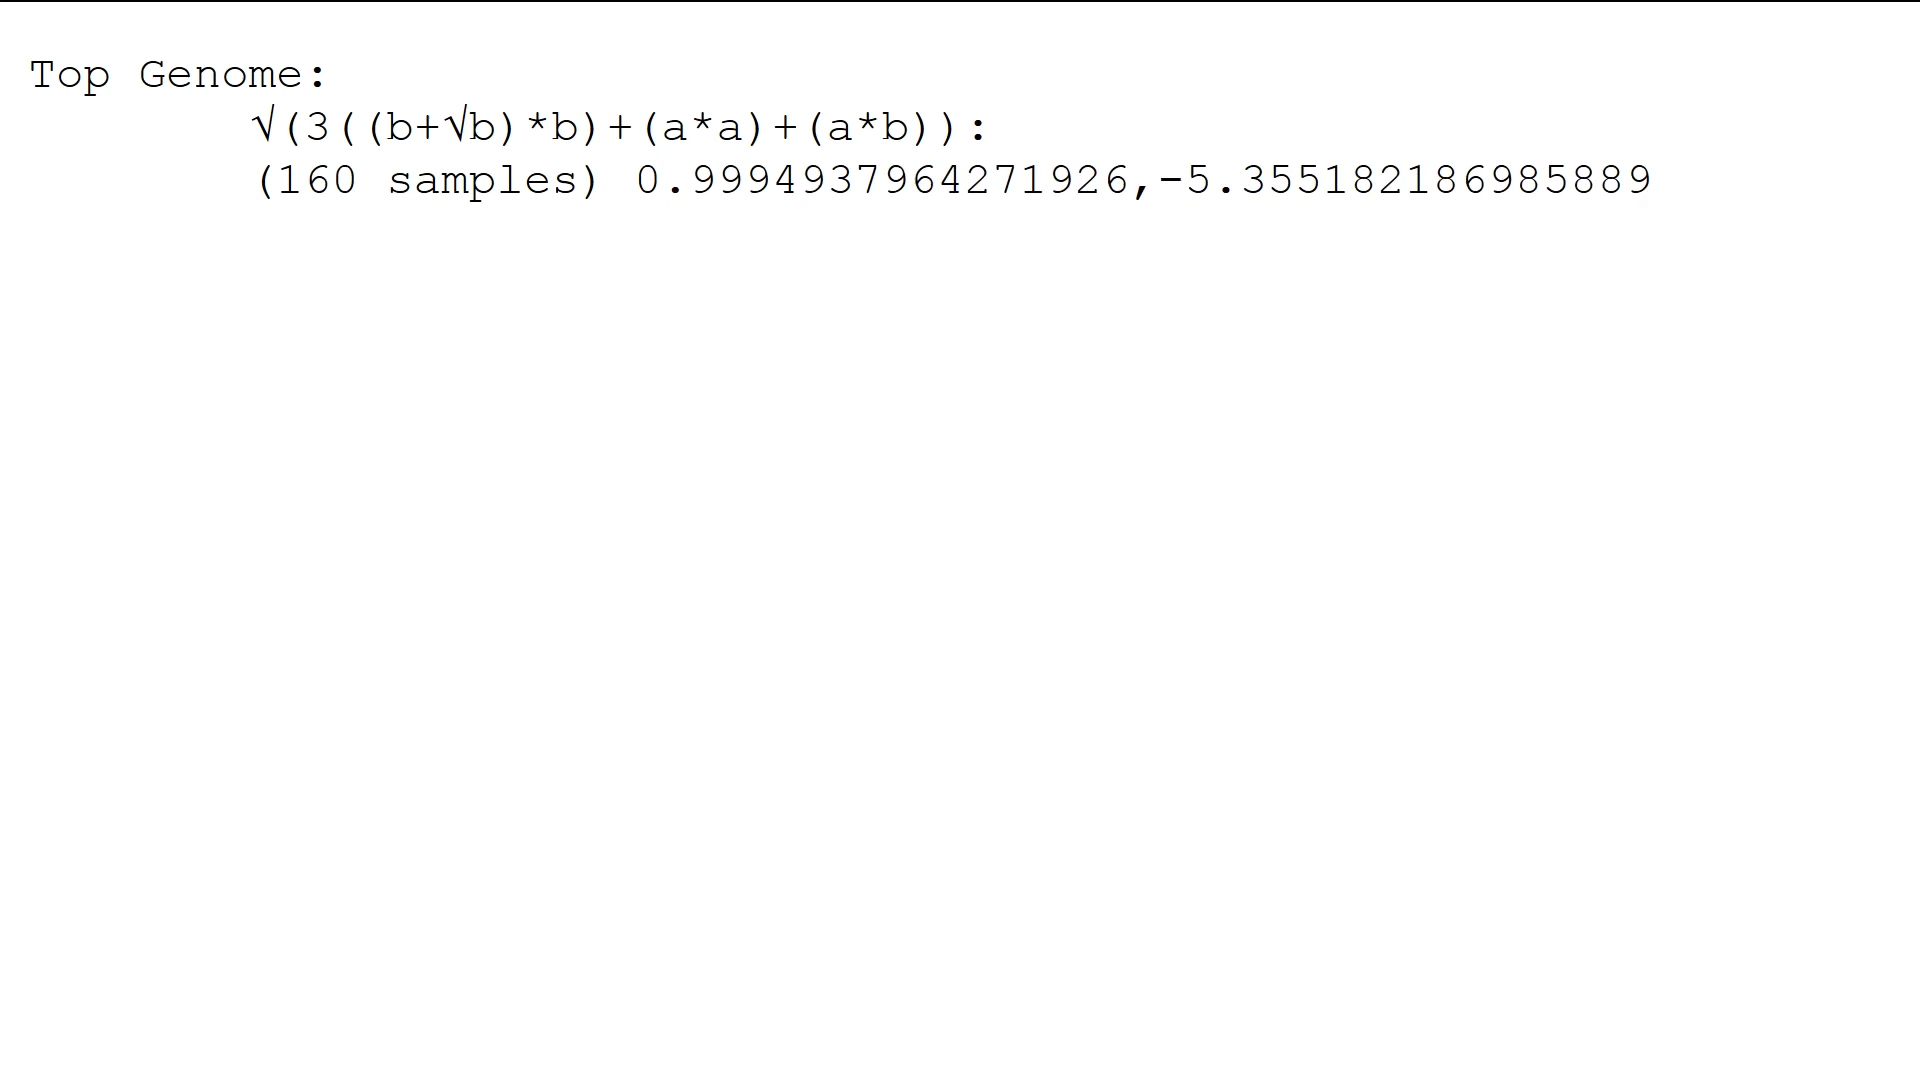 Top Genome:
√(3((b+√b)*b)+(a*a)+(a*b)):
(160 samples) 0.9994937964271926,-5.355182186985889